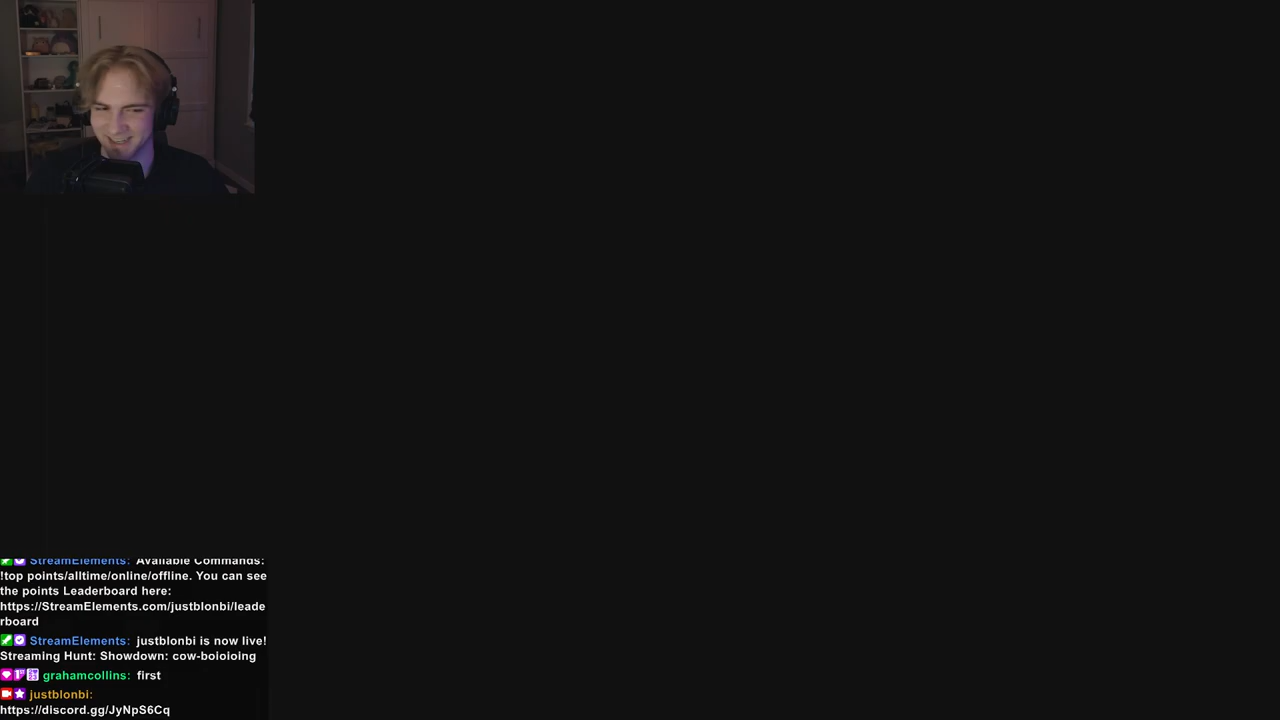 StreamElements: Available Commands:
!top points/alltime/online/offline. You can see
the points Leaderboard here:
https://StreamElements.com/justblonbi/leade
rboard
StreamElements: justblonbi is now live!
Streaming Hunt: Showdown: cow-boioioing
grahamcollins: first
justblonbi:
https://discord.gg/JyNpS6Cq